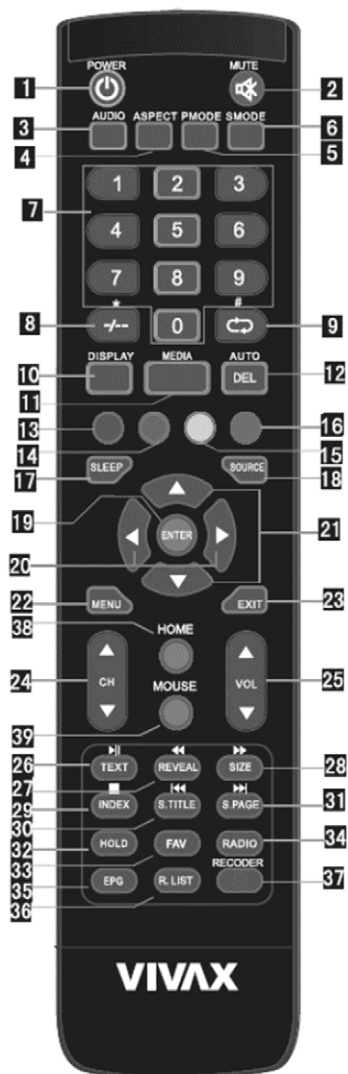 POWER MUTE
1 2
AUDIO ASPECT PMODE SMODE
3 6
4 5
1 2 3
7
4 5 6
7 8 9
* #
8 -/-- 0 9
DISPLAY MEDIA AUTO
10 DEL 12
11
13 16
14 15
SLEEP SOURCE
17 18
19 ENTER 21
20
22 MENU EXIT 23
38 HOME
24 CH VOL 25
MOUSE
39
26 TEXT REVEAL SIZE 28
27
29 INDEX S.TITLE S.PAGE 31
30
32 HOLD FAV RADIO 34
33
RECODER
35 EPG R.LIST 37
36
VIVAX